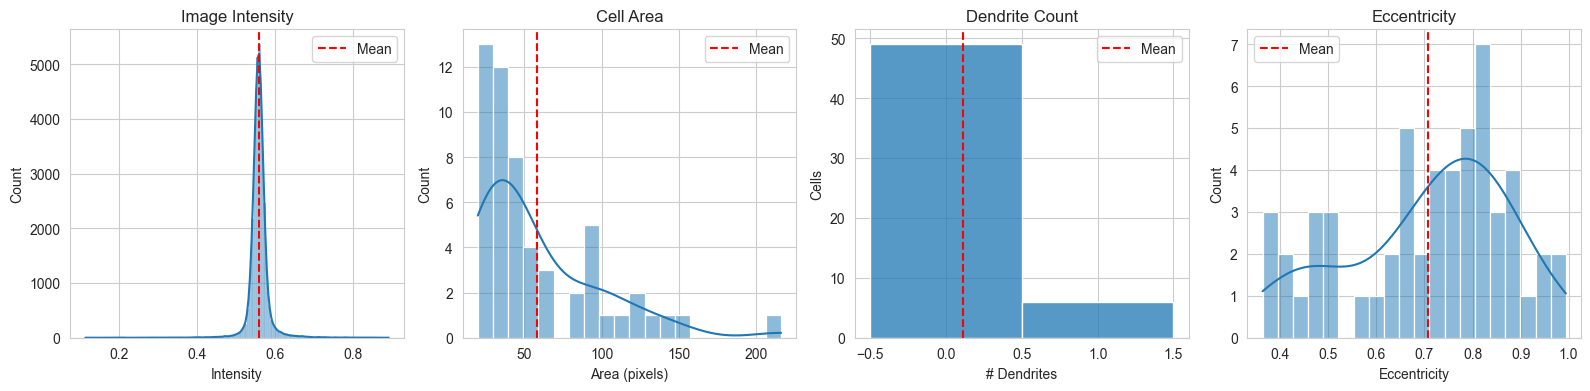 Image Intensity
Mean
5000
4000
3000
2000
1000
0
Count
0.2 0.4 0.6 0.8
Intensity
Cell Area
Mean
12
10
8
6
4
2
0
Count
50 100 150 200
Area (pixels)
Dendrite Count
Mean
50
40
30
20
10
0
Cells
−0.5 0.0 0.5 1.0 1.5
# Dendrites
Eccentricity
Mean
7
6
5
4
3
2
1
0
Count
0.4 0.5 0.6 0.7 0.8 0.9 1.0
Eccentricity